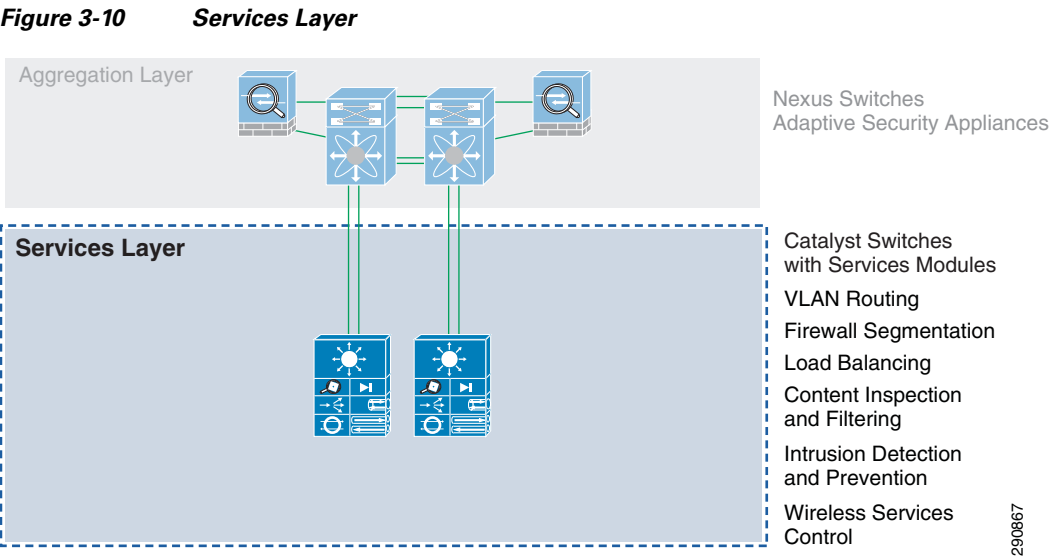 Figure 3-10 Services Layer
Aggregation Layer
Nexus Switches
Adaptive Security Appliances
Services Layer
Catalyst Switches
with Services Modules
VLAN Routing
Firewall Segmentation
Load Balancing
Content Inspection
and Filtering
Intrusion Detection
and Prevention
Wireless Services
Control
290867